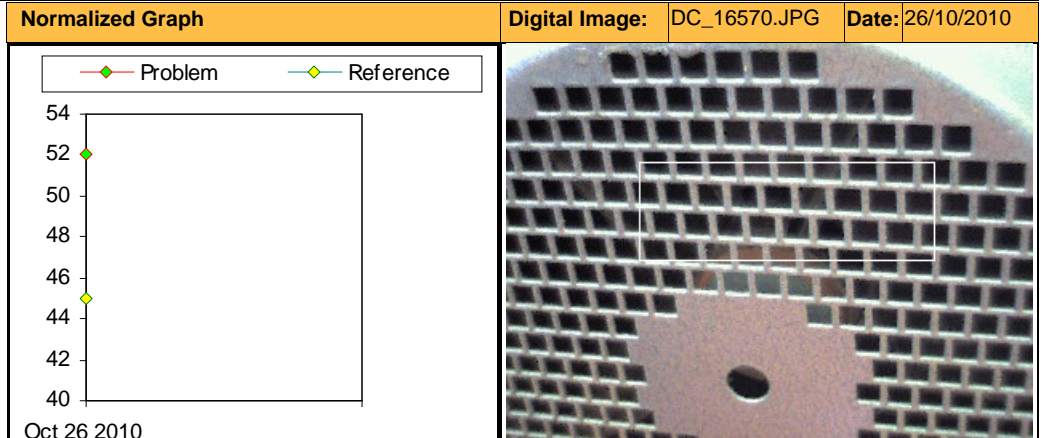 Normalized Graph Digital Image: DC_16570.JPG Date: 26/10/2010
Problem Reference
54
52
50
48
46
44
42
40
Oct 26 2010